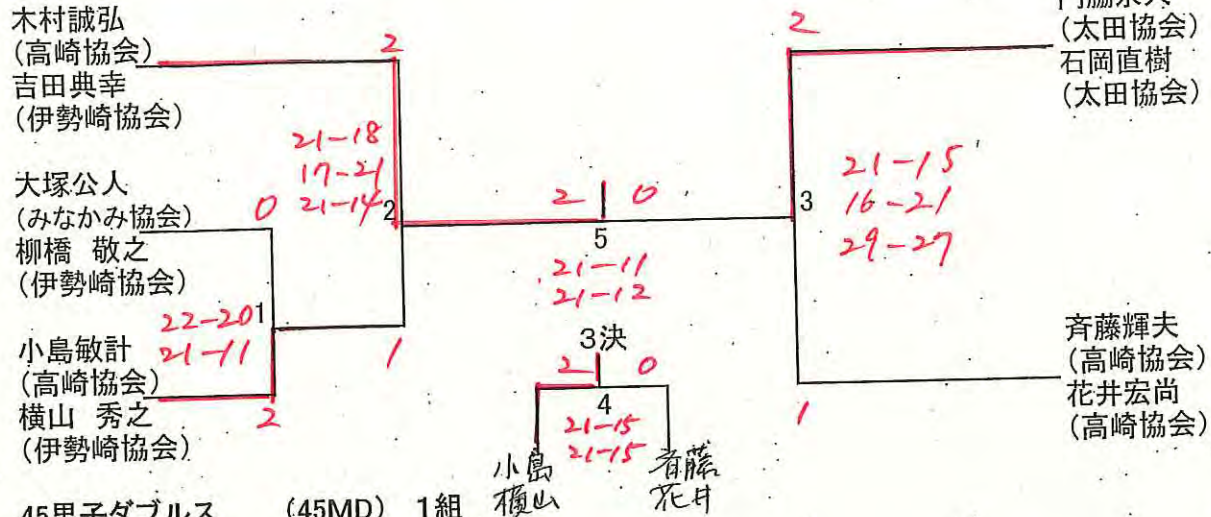 木村誠弘
(高崎協会)
吉田典幸
(伊勢崎協会)
2
21-18
17-21
21-14
2
大塚公人
(みなかみ協会)
柳橋 敬之
(伊勢崎協会)
0
22-20
21-11
1
小島敏計
(高崎協会)
横山 秀之
(伊勢崎協会)
2
1
2 0
5
21-11
21-12
3決
2 0
4
21-15
21-15
小島
横山
斉藤
花井
2
(太田協会)
石岡直樹
(太田協会)
3
21-15
16-21
29-27
1
斉藤輝夫
(高崎協会)
花井宏尚
(高崎協会)
45男子ダブルス (45MD) 1組